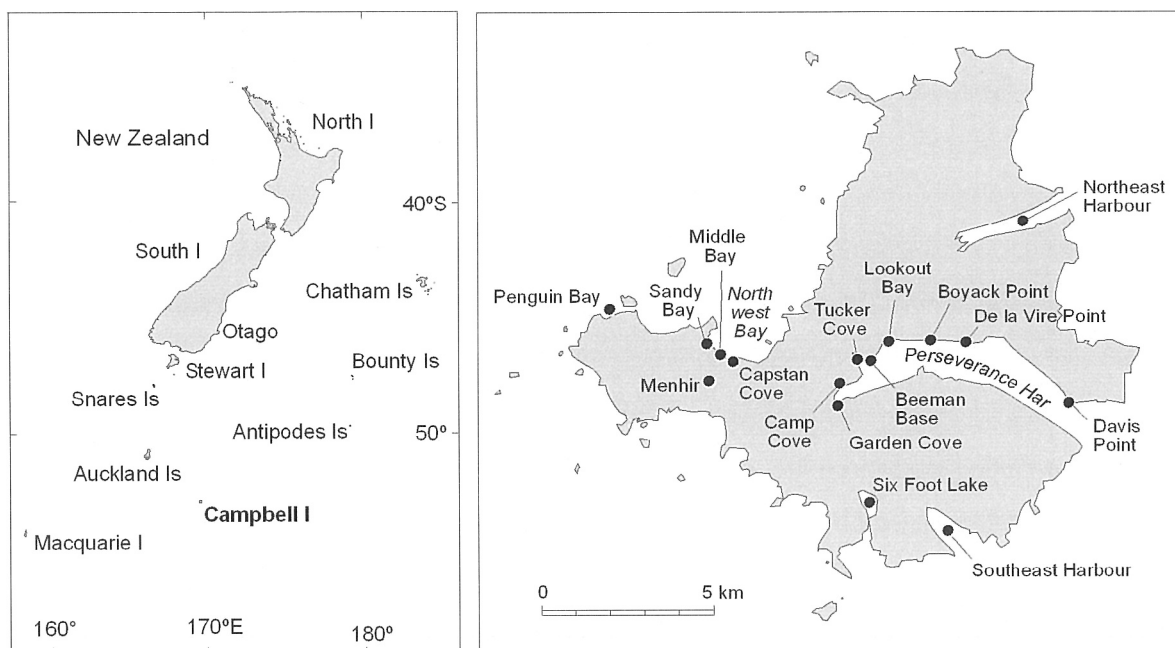 New Zealand
North I
40ºS
South I
Chatham Is
Otago
Stewart I
Bounty Is
Snares Is
Antipodes Is
50º
Auckland Is
Campbell I
Macquarie I
160°
170ºE
180º
Northeast
Harbour
Middle
Bay
Lookout
Bay
Boyack Point
De la Vire Point
Penguin Bay
Sandy
Bay
North
west
Bay
Tucker
Cove
Perseverance Har
Menhir
Capstan
Cove
Beeman
Base
Camp
Cove
Garden Cove
Davis
Point
Six Foot Lake
Southeast Harbour
0
5 km